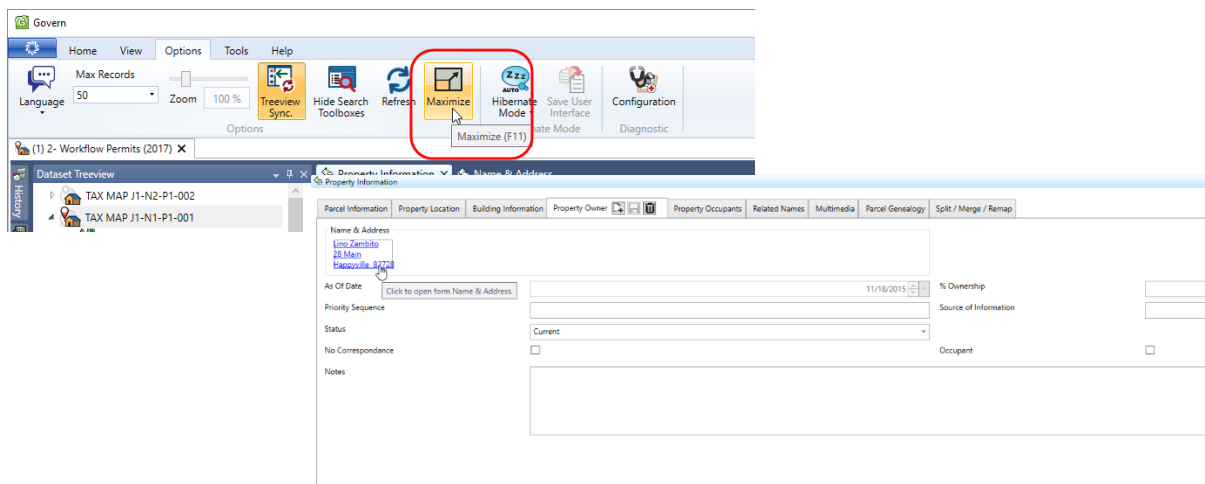 Govern
Home View Options Tools Help
Language
Max Records
50
Zoom 100 %
Treeview Sync.
Hide Search Toolboxes
Refresh
Maximize
Zzz
AUTO
Hibernate Mode
Save User Interface
Configuration
Options
ate Mode
Diagnostic
Maximize (F11)
(1) 2- Workflow Permits (2017)
History
Dataset Treeview
TAX MAP J1-N2-P1-002
TAX MAP J1-N1-P1-001
Property Information Name & Address
Property Information
Parcel Information Property Location Building Information Property Owner Property Occupants Related Names Multimedia Parcel Genealogy Split / Merge / Remap
Name & Address
Lino Zambito
28 Main
Happyville 82728
Click to open form Name & Address.
As Of Date 11/18/2015 % Ownership
Priority Sequence Source of Information
Status Current
No Correspondance Occupant
Notes